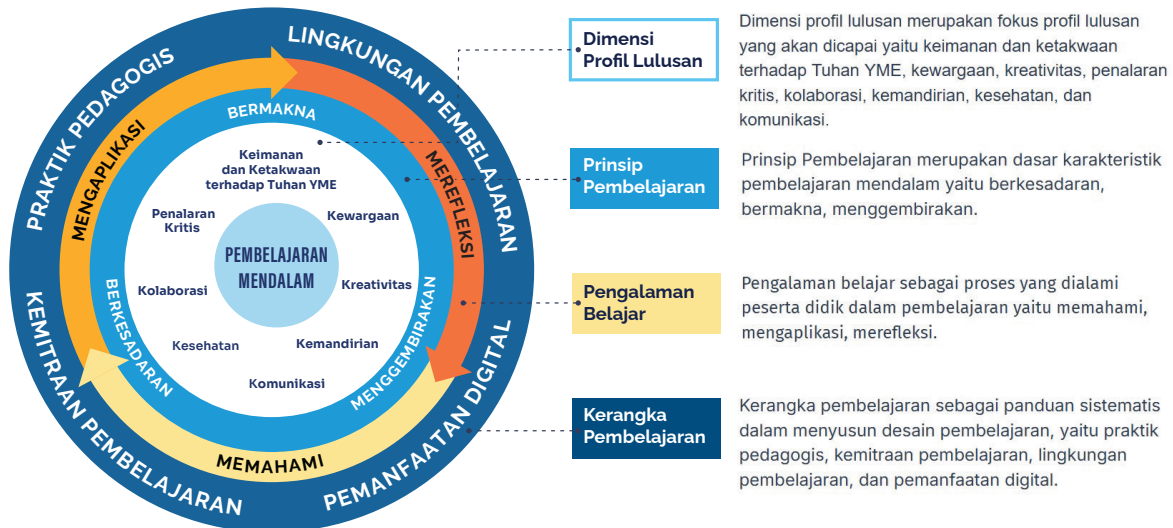 PRAKTIK PEDAGOGIS
LINGKUNGAN PEMBELAJARAN
KEMITRAAN PEMBELAJARAN
PEMANFAATAN DIGITAL
MENGAPLIKASI
MEREFLEKSI
MEMAHAMI
BERMAKNA
BERKESADARAN
MENGGEMBIRAKAN
Keimanan
dan Ketakwaan
terhadap Tuhan YME
Penalaran
Kritis
Kewargaan
PEMBELAJARAN
MENDALAM
Kolaborasi
Kreativitas
Kesehatan
Kemandirian
Komunikasi
Dimensi
Profil Lulusan
Dimensi profil lulusan merupakan fokus profil lulusan
yang akan dicapai yaitu keimanan dan ketakwaan
terhadap Tuhan YME, kewargaan, kreativitas, penalaran
kritis, kolaborasi, kemandirian, kesehatan, dan
komunikasi.
Prinsip
Pembelajaran
Prinsip Pembelajaran merupakan dasar karakteristik
pembelajaran mendalam yaitu berkesadaran,
bermakna, menggembirakan.
Pengalaman
Belajar
Pengalaman belajar sebagai proses yang dialami
peserta didik dalam pembelajaran yaitu memahami,
mengaplikasi, merefleksi.
Kerangka
Pembelajaran
Kerangka pembelajaran sebagai panduan sistematis
dalam menyusun desain pembelajaran, yaitu praktik
pedagogis, kemitraan pembelajaran, lingkungan
pembelajaran, dan pemanfaatan digital.